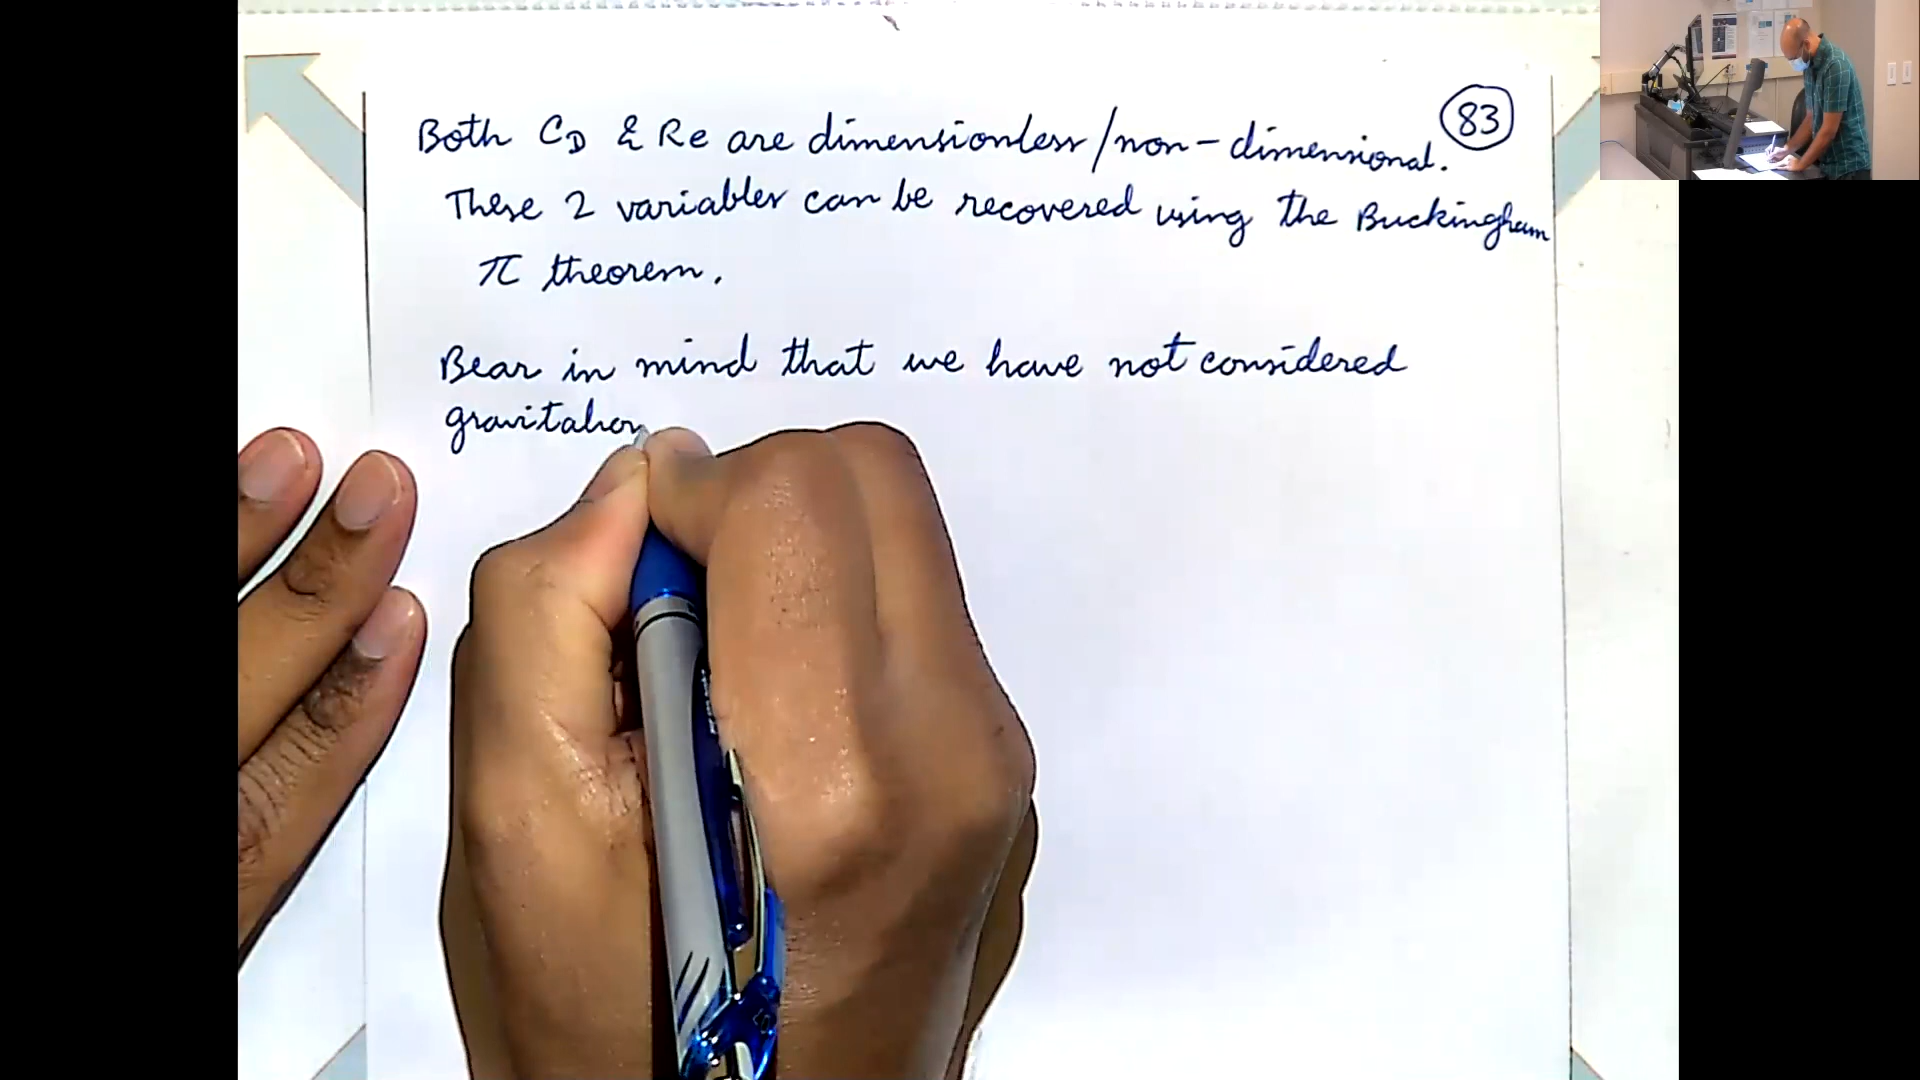 83
Both CD & Re are dimensionless/non-dimensional.
These 2 variables can be recovered using the Buckingham
π theorem.
Bear in mind that we have not considered
gravitation